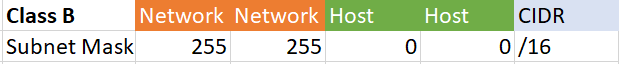 Class B Network Network Host Host CIDR
Subnet Mask 255 255 0 0 /16